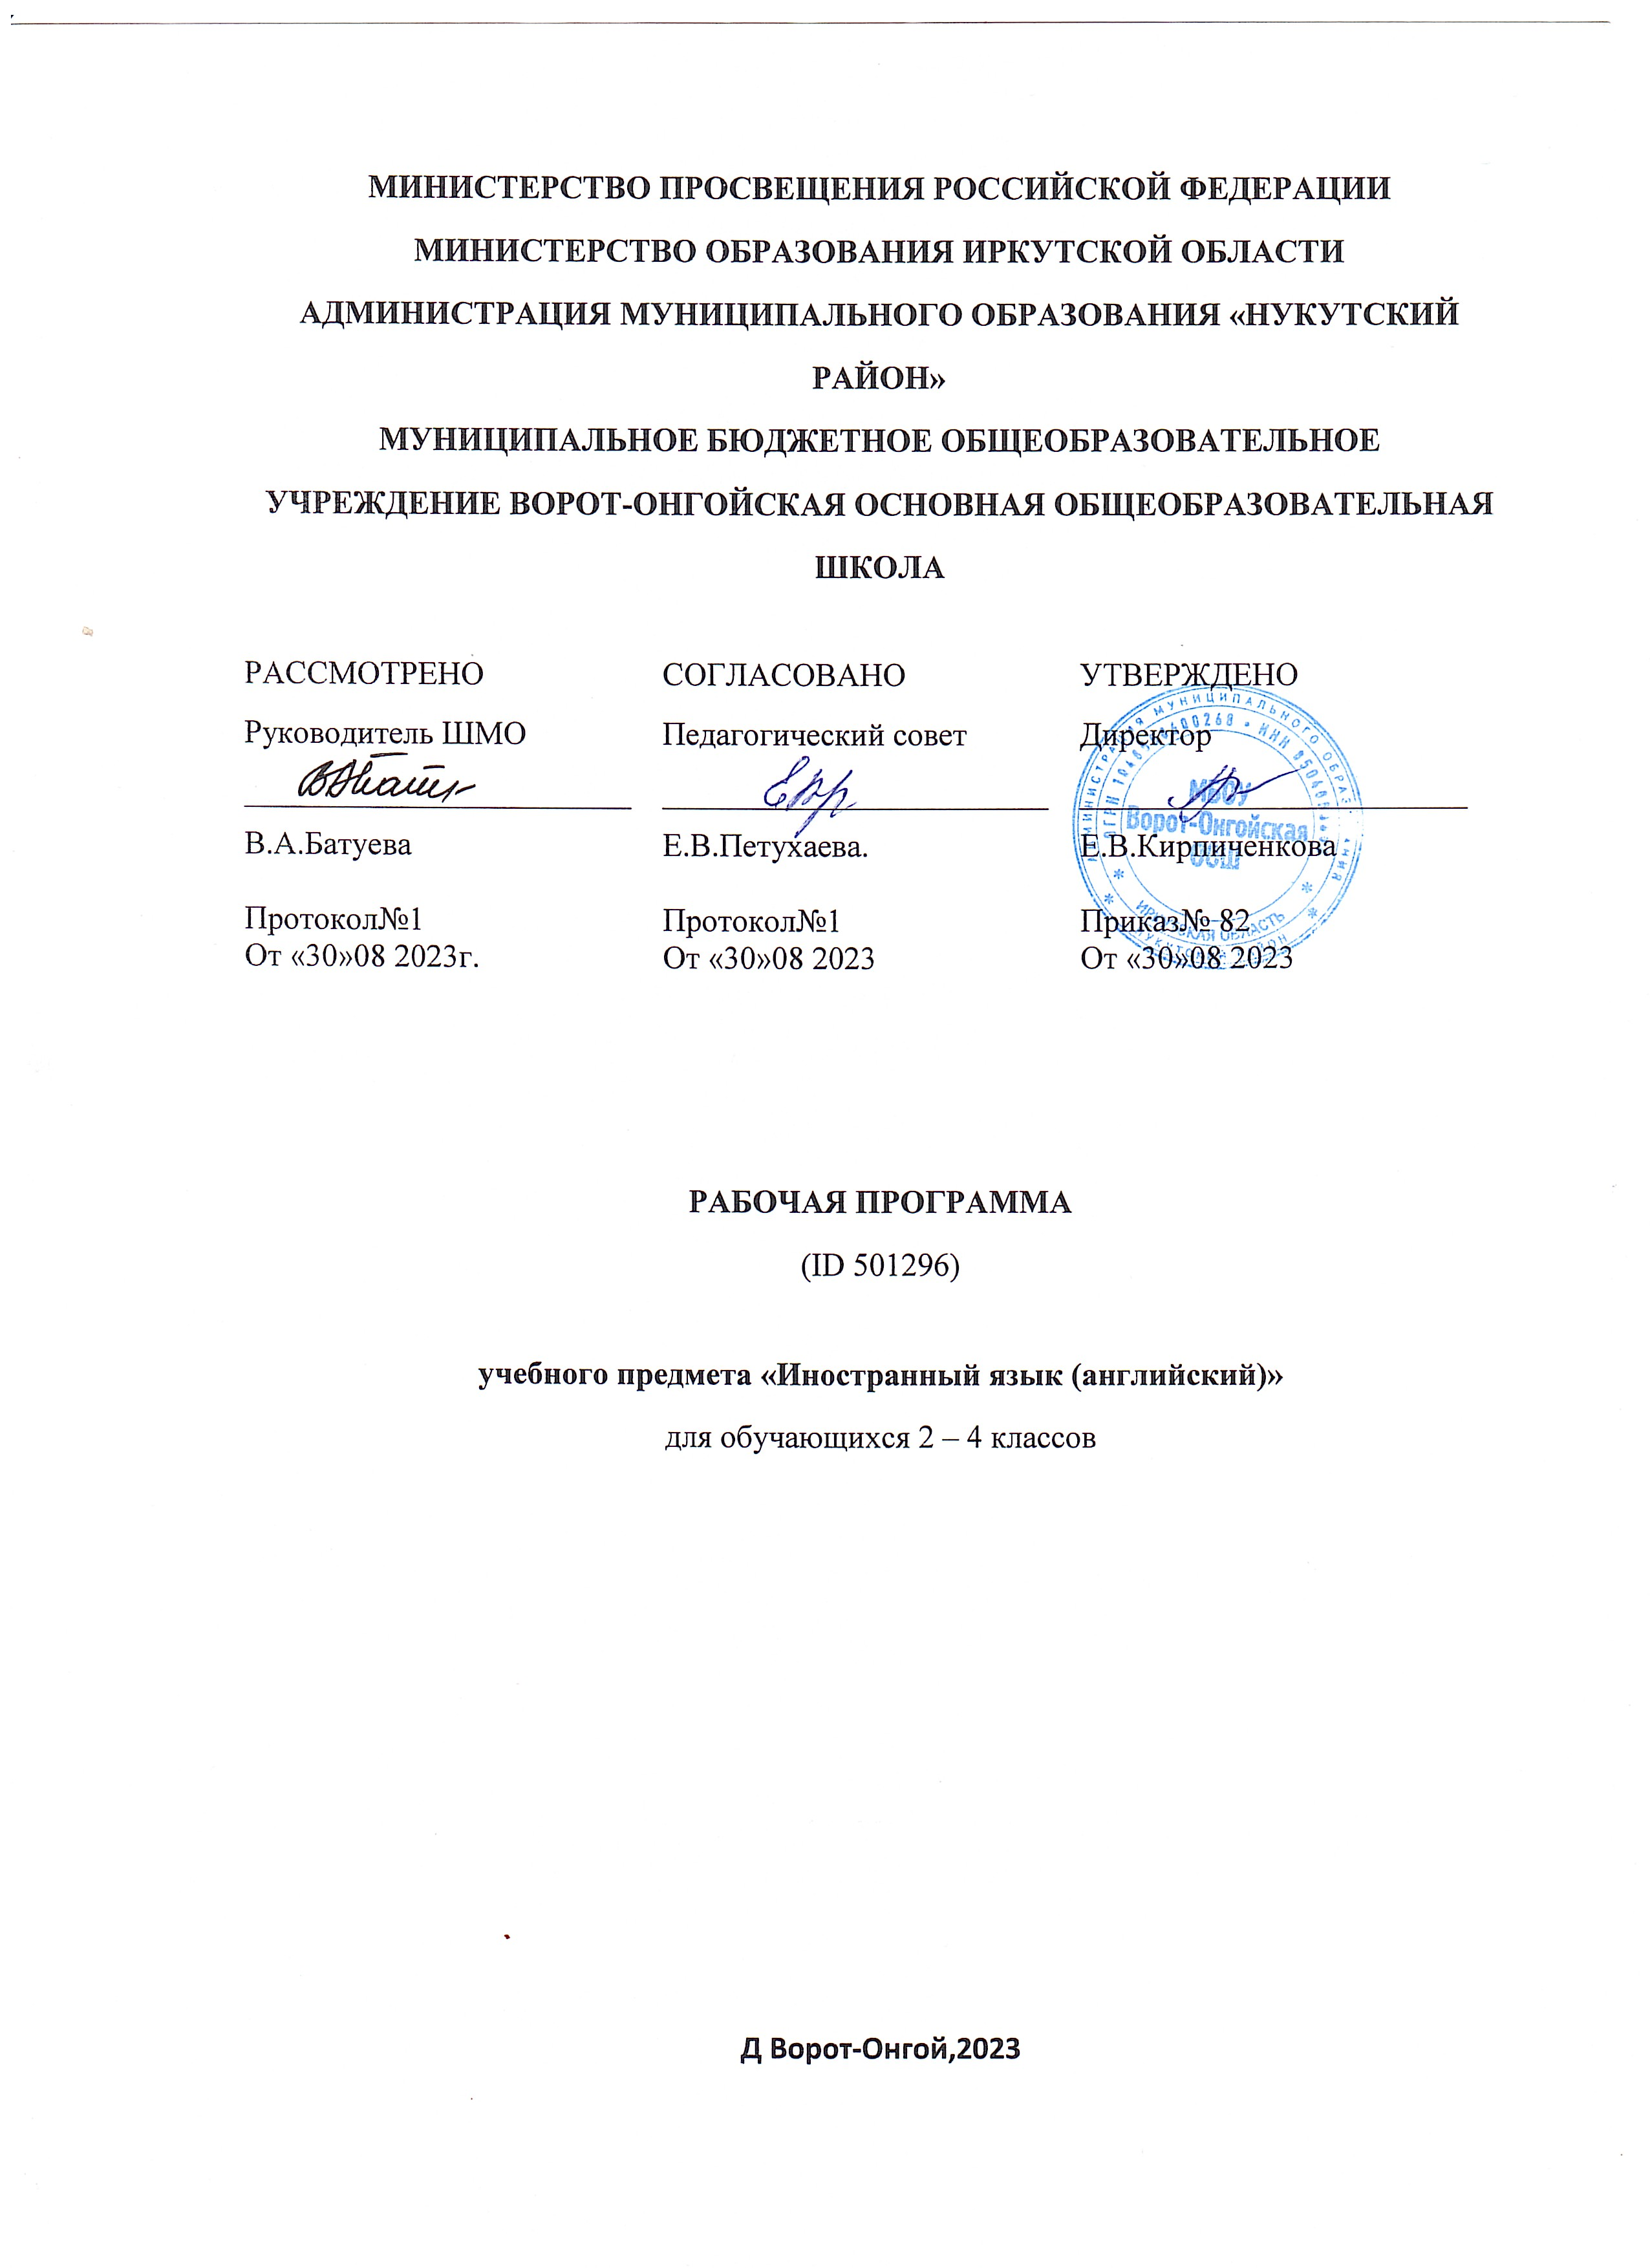 МИНИСТЕРСТВО ПРОСВЕЩЕНИЯ РОССИЙСКОЙ ФЕДЕРАЦИИ
МИНИСТЕРСТВО ОБРАЗОВАНИЯ ИРКУТСКОЙ ОБЛАСТИ
АДМИНИСТРАЦИЯ МУНИЦИПАЛЬНОГО ОБРАЗОВАНИЯ «НУКУТСКИЙ
РАЙОН»
МУНИЦИПАЛЬНОЕ БЮДЖЕТНОЕ ОБЩЕОБРАЗОВАТЕЛЬНОЕ
УЧРЕЖДЕНИЕ ВОРОТ-ОНГОЙСКАЯ ОСНОВНАЯ ОБЩЕОБРАЗОВАТЕЛЬНАЯ
ШКОЛА
РАССМОТРЕНО
Руководитель ШМО
В.А.Батуева
Протокол№1
От «30»08 2023г.
СОГЛАСОВАНО
Педагогический совет
Е.В.Петухаева.
Протокол№1
От «30»08 2023
УТВЕРЖДЕНО
Директор
Е.В.Кирпиченкова
Приказ№ 82
От «30»08 2023
МБОУ
Ворот-Онгойская
ООШ
ИРКУТСКАЯ ОБЛАСТЬ
РАБОЧАЯ ПРОГРАММА
(ID 501296)
учебного предмета «Иностранный язык (английский)»
для обучающихся 2 – 4 классов
Д Ворот-Онгой,2023